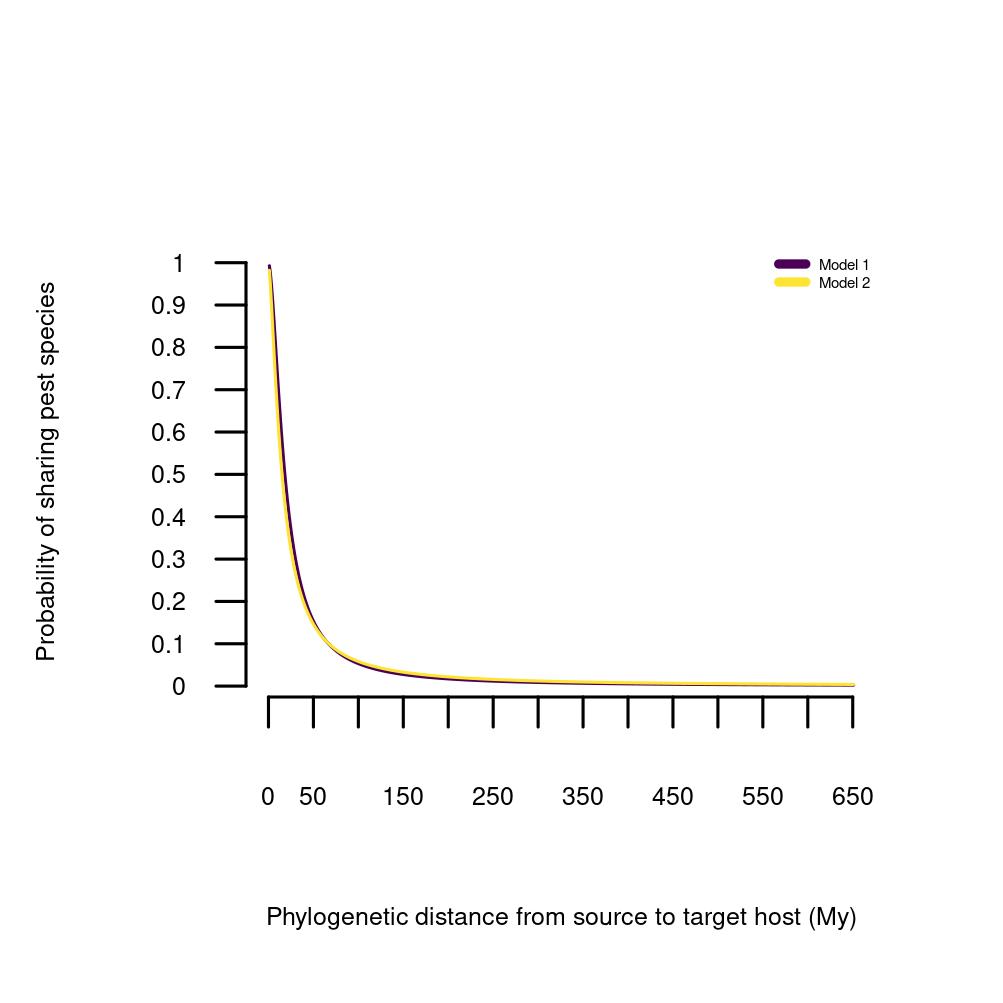 Model 1
Model 2
Probability of sharing pest species
1
0.9
0.8
0.7
0.6
0.5
0.4
0.3
0.2
0.1
0
0 50 150 250 350 450 550 650
Phylogenetic distance from source to target host (My)